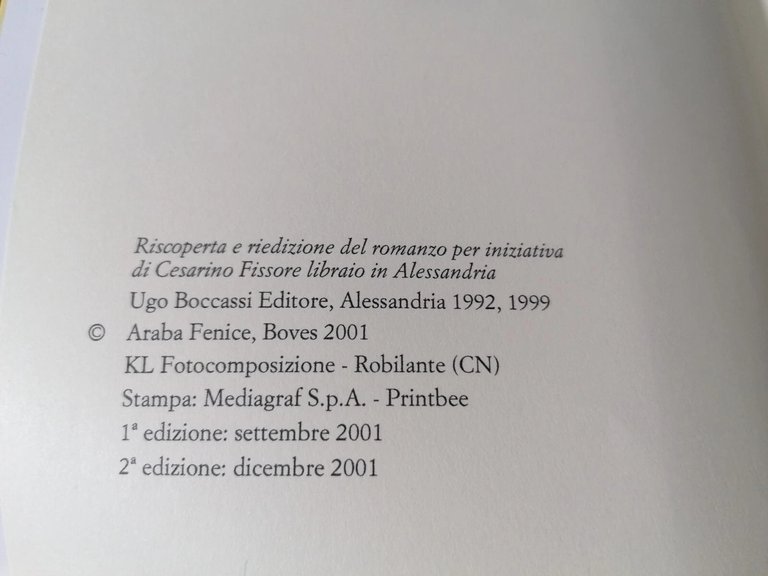 Riscoperta e riedizione del romanzo per iniziativa
di Cesarino Fissore libraio in Alessandria
Ugo Boccassi Editore, Alessandria 1992, 1999
© Araba Fenice, Boves 2001
KL Fotocomposizione - Robilante (CN)
Stampa: Mediagraf S.p.A. - Printbee
1ª edizione: settembre 2001
2ª edizione: dicembre 2001